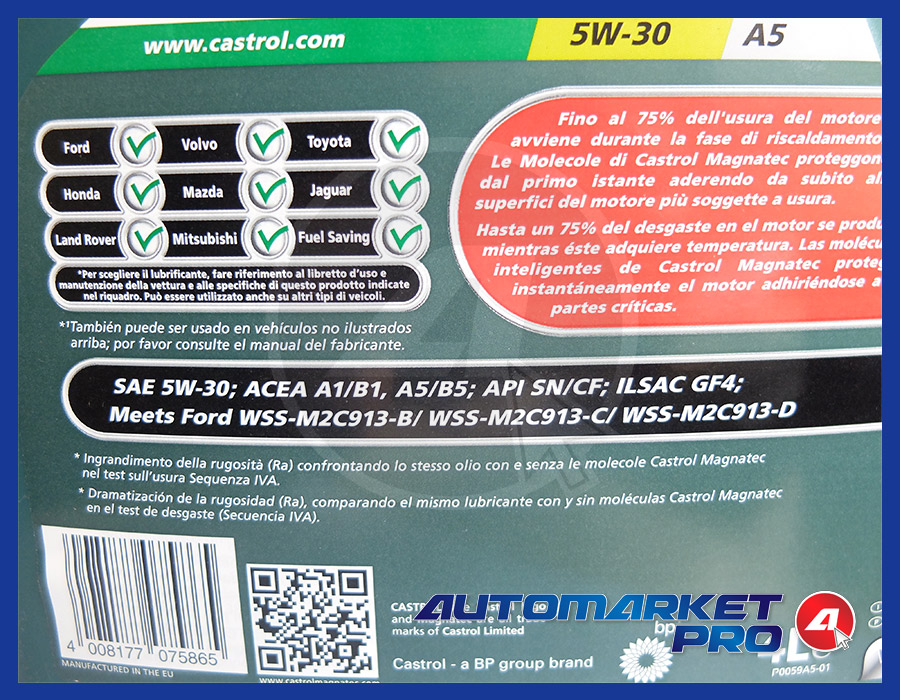 www.castrol.com
5W-30
A5
Ford
Volvo
Toyota
Honda
Mazda
Jaguar
Land Rover
Mitsubishi
Fuel Saving
*Per scegliere il lubrificante, fare riferimento al libretto d'uso e
manutenzione della vettura e alle specifiche di questo prodotto indicate
nel riquadro. Può essere utilizzato anche su altri tipi di veicoli.
*¹También puede ser usado en vehículos no ilustrados
arriba; por favor consulte el manual del fabricante.
Fino al 75% dell'usura del motore
avviene durante la fase di riscaldamento
Le Molecole di Castrol Magnatec proteggon
dal primo istante aderendo da subito al
superfici del motore più soggette a usura.
Hasta un 75% del desgaste en el motor se produ
mientras éste adquiere temperatura. Las molécu
inteligentes de Castrol Magnatec proteg
instantáneamente el motor adhiriéndose a
partes críticas.
SAE 5W-30; ACEA A1/B1, A5/B5; API SN/CF; ILSAC GF4;
Meets Ford WSS-M2C913-B/ WSS-M2C913-C/ WSS-M2C913-D
* Ingrandimento della rugosità (Ra) confrontando lo stesso olio con e senza le molecole Castrol Magnatec
nel test sull'usura Sequenza IVA.
* Dramatización de la rugosidad (Ra), comparando el mismo lubricante con y sin moléculas Castrol Magnatec
en el test de desgaste (Secuencia IVA).
4 008177 075865
MANUFACTURED IN THE EU
www.castrolmagnatec
marks of Castrol Limited
Castrol - a BP group brand
bp
4L
P0059A5-01
AUTOMARKET
PRO 4